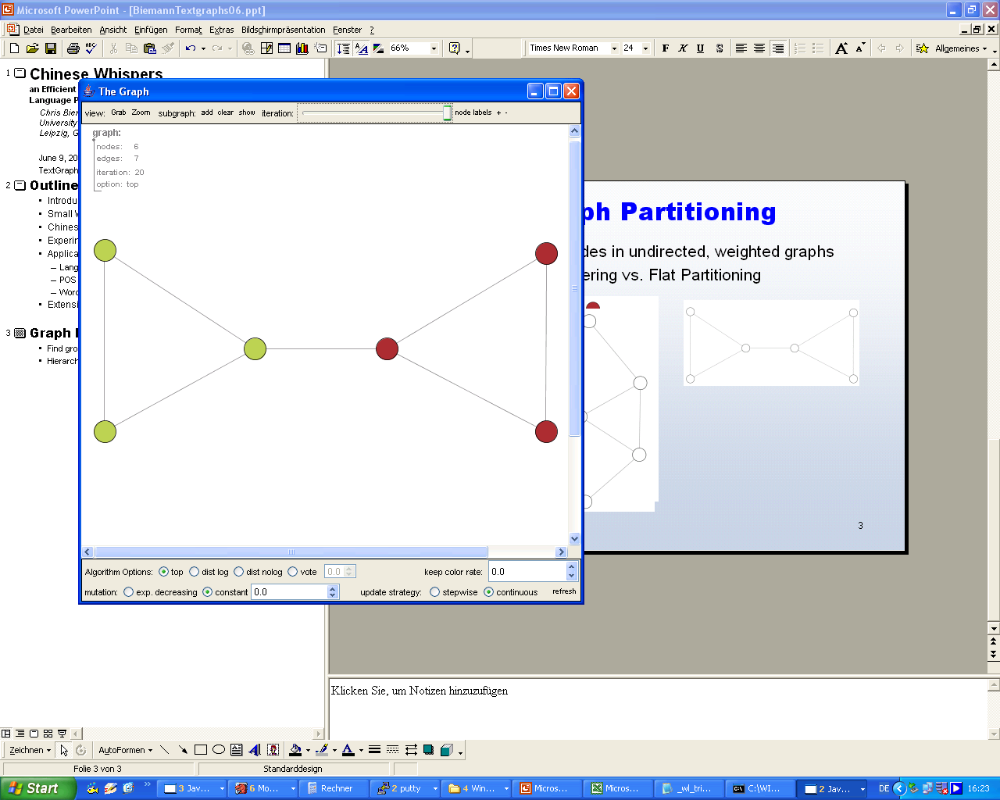 Microsoft PowerPoint - [BiemannTextgraphs06.ppt]
Datei Bearbeiten Ansicht Einfügen Format Extras Bildschirmpräsentation Fenster ?
66% Times New Roman 24 F K U S A A Allgemeines
1 Chinese Whispers
an Efficient
Language P
Chris Bier
University
Leipzig, G
June 9, 20
TextGraph
2 Outline
Introdu
Small W
Chines
Experin
Applica
– Lang
– POS
– Word
Extensi
3 Graph
Find gro
Hierarch
The Graph
view: Grab Zoom subgraph: add clear show iteration: node labels + -
graph:
nodes: 6
edges: 7
iteration: 20
option: top
Algorithm Options: top dist log dist nolog vote 0.0 keep color rate: 0.0
mutation: exp. decreasing constant 0.0 update strategy: stepwise continuous refresh
ph Partitioning
des in undirected, weighted graphs
ering vs. Flat Partitioning
3
Klicken Sie, um Notizen hinzuzufügen
Zeichnen AutoFormen
Folie 3 von 3 Standarddesign
Start 3 Jav... 6 Mo... Rechner 2 putty 4 Win... Micros... Micros... _wl_tri... C:\WI... 2 Jav... DE 16:23